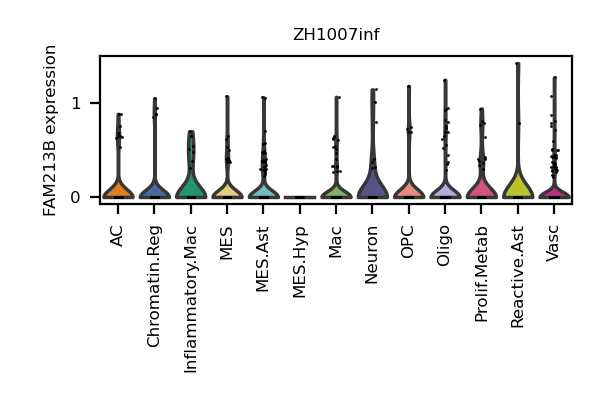 ZH1007inf
FAM213B expression
1
0
AC
Chromatin.Reg
Inflammatory.Mac
MES
MES.Ast
MES.Hyp
Mac
Neuron
OPC
Oligo
Prolif.Metab
Reactive.Ast
Vasc